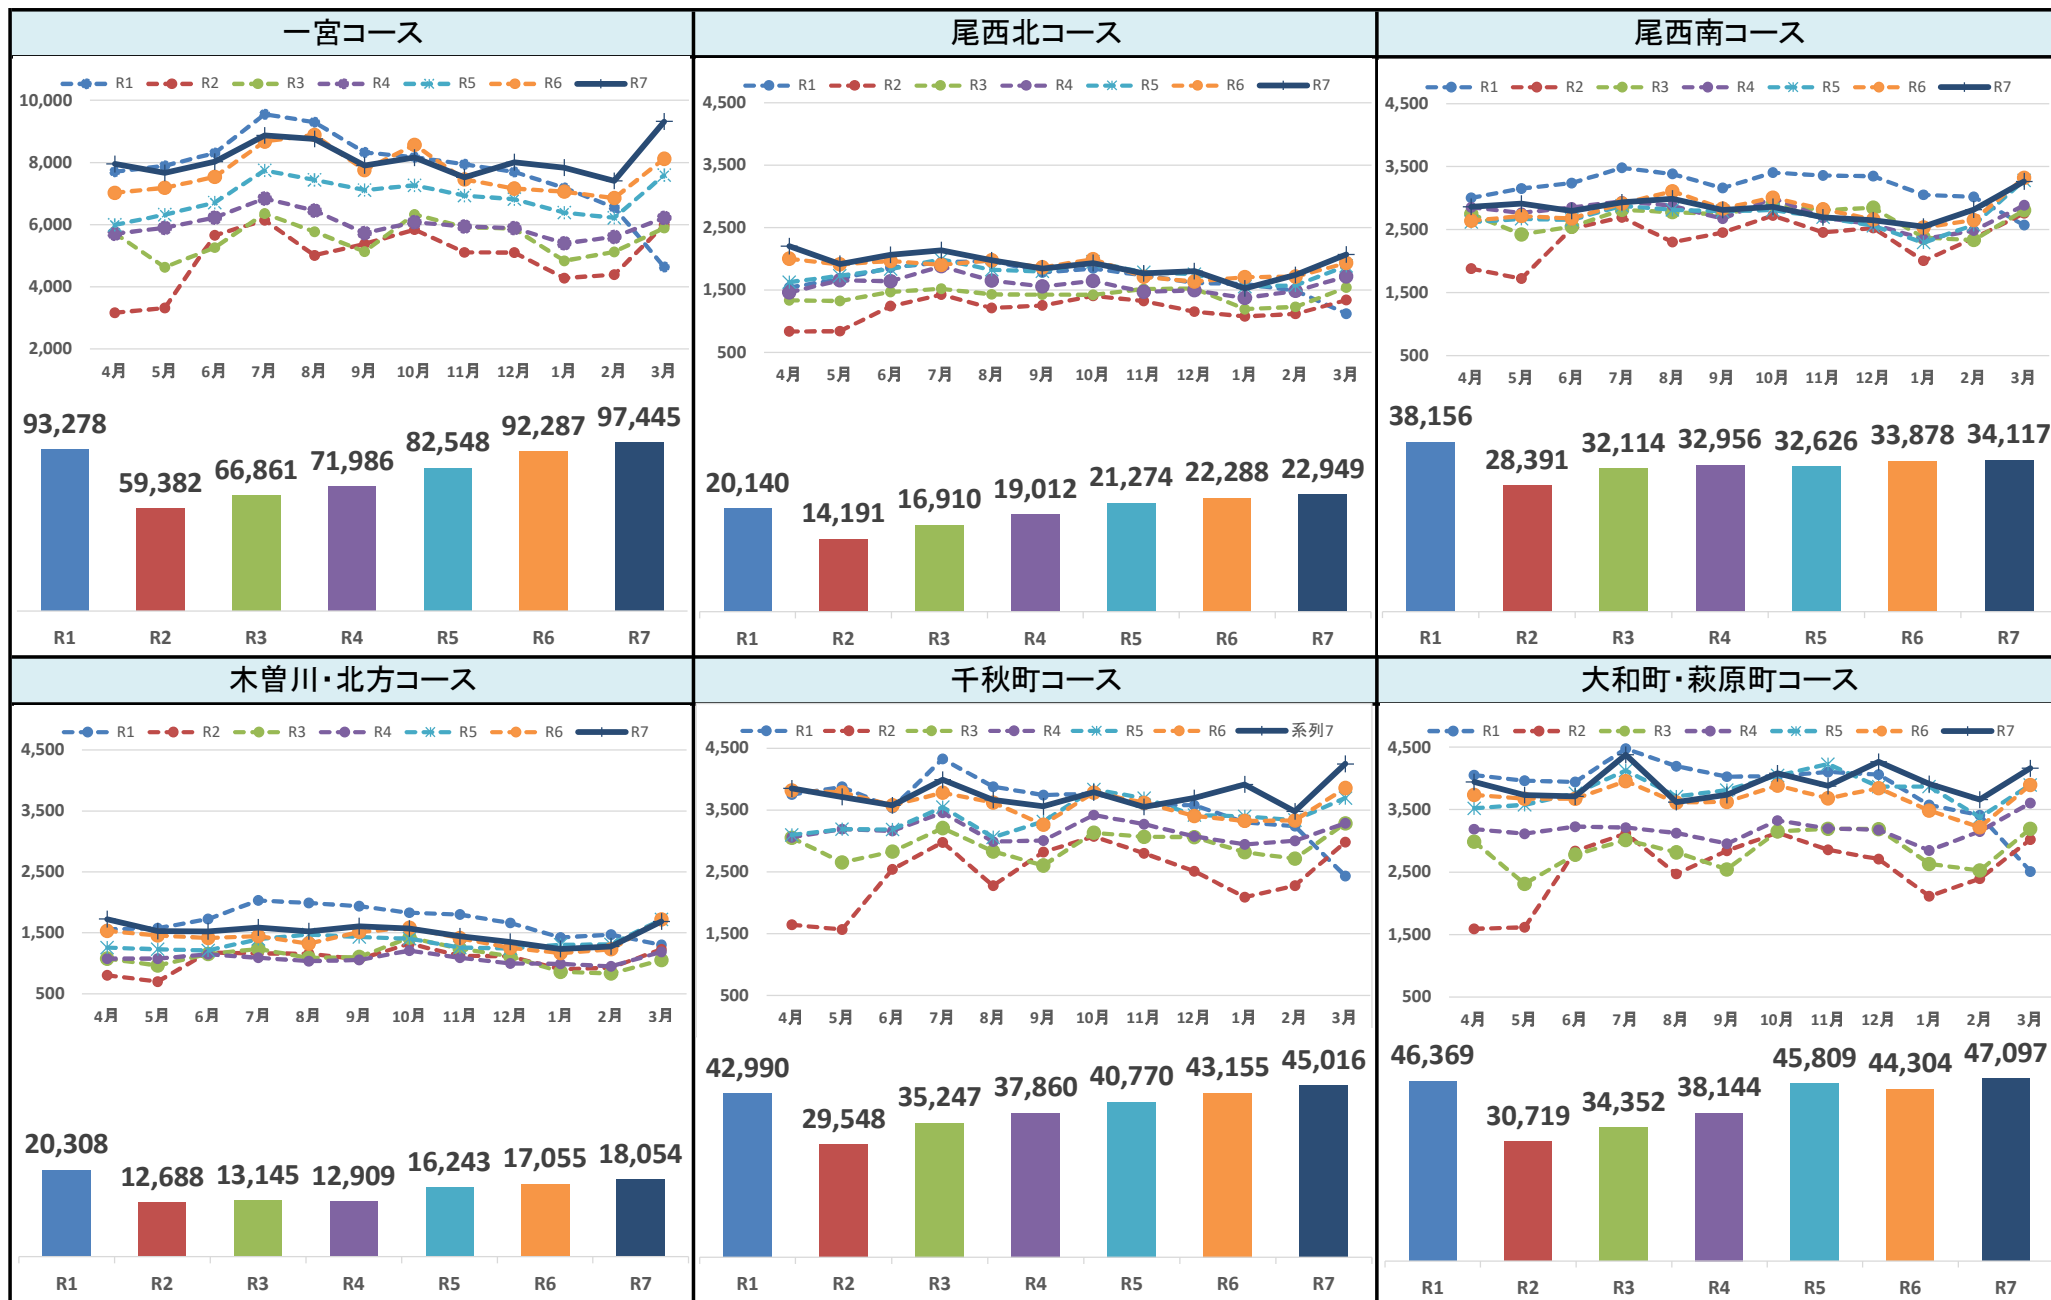 一宮コース
R1 R2 R3 R4 R5 R6 R7
10,000
8,000
6,000
4,000
2,000
4月 5月 6月 7月 8月 9月 10月 11月 12月 1月 2月 3月
93,278 59,382 66,861 71,986 82,548 92,287 97,445
R1 R2 R3 R4 R5 R6 R7
尾西北コース
R1 R2 R3 R4 R5 R6 R7
4,500
3,500
2,500
1,500
500
4月 5月 6月 7月 8月 9月 10月 11月 12月 1月 2月 3月
20,140 14,191 16,910 19,012 21,274 22,288 22,949
R1 R2 R3 R4 R5 R6 R7
尾西南コース
R1 R2 R3 R4 R5 R6 R7
4,500
3,500
2,500
1,500
500
4月 5月 6月 7月 8月 9月 10月 11月 12月 1月 2月 3月
38,156 28,391 32,114 32,956 32,626 33,878 34,117
R1 R2 R3 R4 R5 R6 R7
木曽川・北方コース
R1 R2 R3 R4 R5 R6 R7
4,500
3,500
2,500
1,500
500
4月 5月 6月 7月 8月 9月 10月 11月 12月 1月 2月 3月
20,308 12,688 13,145 12,909 16,243 17,055 18,054
R1 R2 R3 R4 R5 R6 R7
千秋町コース
R1 R2 R3 R4 R5 R6 系列7
4,500
3,500
2,500
1,500
500
4月 5月 6月 7月 8月 9月 10月 11月 12月 1月 2月 3月
42,990 29,548 35,247 37,860 40,770 43,155 45,016
R1 R2 R3 R4 R5 R6 R7
大和町・萩原町コース
R1 R2 R3 R4 R5 R6 R7
4,500
3,500
2,500
1,500
500
4月 5月 6月 7月 8月 9月 10月 11月 12月 1月 2月 3月
46,369 30,719 34,352 38,144 45,809 44,304 47,097
R1 R2 R3 R4 R5 R6 R7